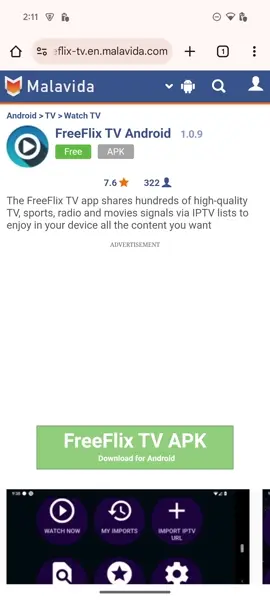 2:11
flix-tv.en.malavida.com
1
Malavida
Android > TV > Watch TV
FreeFlix TV Android 1.0.9
Free APK
7.6 322
The FreeFlix TV app shares hundreds of high-quality
TV, sports, radio and movies signals via IPTV lists to
enjoy in your device all the content you want
ADVERTISEMENT
FreeFlix TV APK
Download for Android
WATCH NOW MY IMPORTS IMPORT IPTV
URL